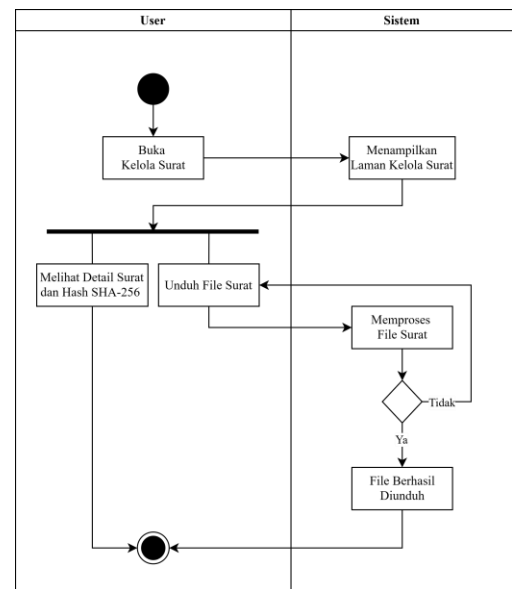 User
Sistem
Buka
Kelola Surat
Menampilkan
Laman Kelola Surat
Melihat Detail Surat
dan Hash SHA-256
Unduh File Surat
Memproses
File Surat
Tidak
Ya
File Berhasil
Diunduh